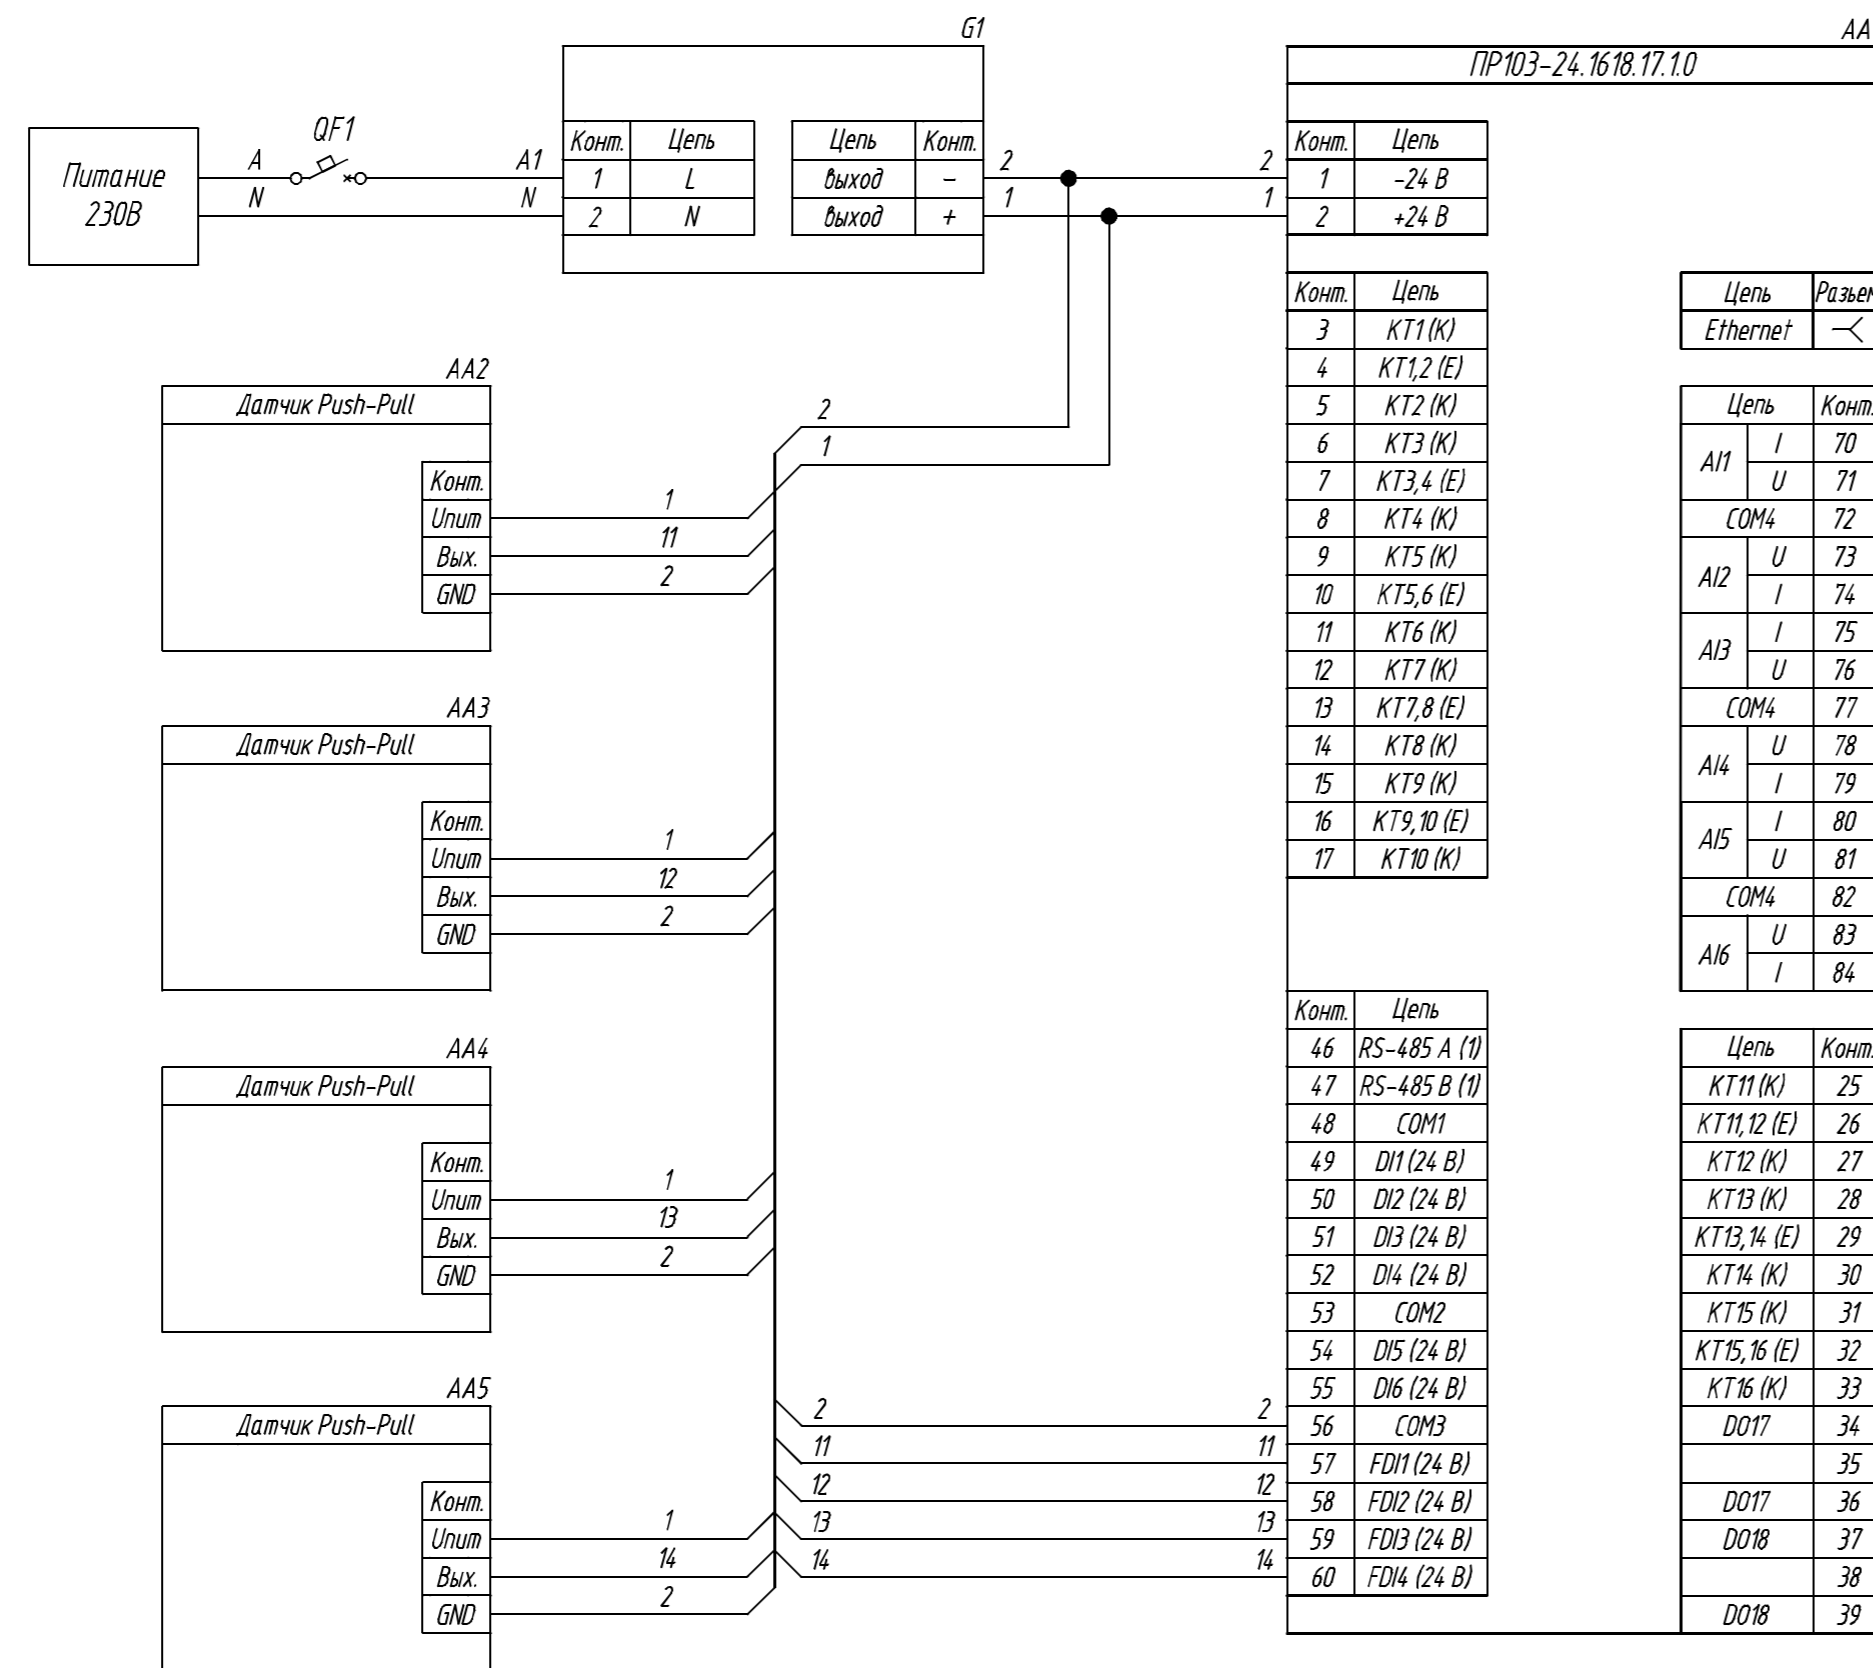 G1
AA
ПР103-24.1618.17.1.0
Питание
230В
A
QF1
A1
N
N
Конт. Цепь
1 L
2 N
Цепь Конт.
выход -
выход +
2
1
2
1
Конт. Цепь
1 -24 В
2 +24 В
Конт. Цепь
3 КТ1 (К)
4 КТ1,2 (Е)
5 КТ2 (К)
6 КТ3 (К)
7 КТ3,4 (Е)
8 КТ4 (К)
9 КТ5 (К)
10 КТ5,6 (Е)
11 КТ6 (К)
12 КТ7 (К)
13 КТ7,8 (Е)
14 КТ8 (К)
15 КТ9 (К)
16 КТ9,10 (Е)
17 КТ10 (К)
Цепь Разъем
Ethernet
Цепь Конт.
AI1 I 70
U 71
COM4 72
AI2 U 73
I 74
AI3 I 75
U 76
COM4 77
AI4 U 78
I 79
AI5 I 80
U 81
COM4 82
AI6 U 83
I 84
AA2
Датчик Push-Pull
Конт.
Uпит 1
Вых. 11
GND 2
2
1
AA3
Датчик Push-Pull
Конт.
Uпит 1
Вых. 12
GND 2
AA4
Датчик Push-Pull
Конт.
Uпит 1
Вых. 13
GND 2
AA5
Датчик Push-Pull
Конт.
Uпит 1
Вых. 14
GND 2
2 2
11 11
12 12
13 13
14 14
Конт. Цепь
46 RS-485 A (1)
47 RS-485 B (1)
48 COM1
49 DI1 (24 В)
50 DI2 (24 В)
51 DI3 (24 В)
52 DI4 (24 В)
53 COM2
54 DI5 (24 В)
55 DI6 (24 В)
56 COM3
57 FDI1 (24 В)
58 FDI2 (24 В)
59 FDI3 (24 В)
60 FDI4 (24 В)
Цепь Конт.
КТ11 (К) 25
КТ11,12 (Е) 26
КТ12 (К) 27
КТ13 (К) 28
КТ13,14 (Е) 29
КТ14 (К) 30
КТ15 (К) 31
КТ15,16 (Е) 32
КТ16 (К) 33
DO17 34
35
DO17 36
DO18 37
38
DO18 39